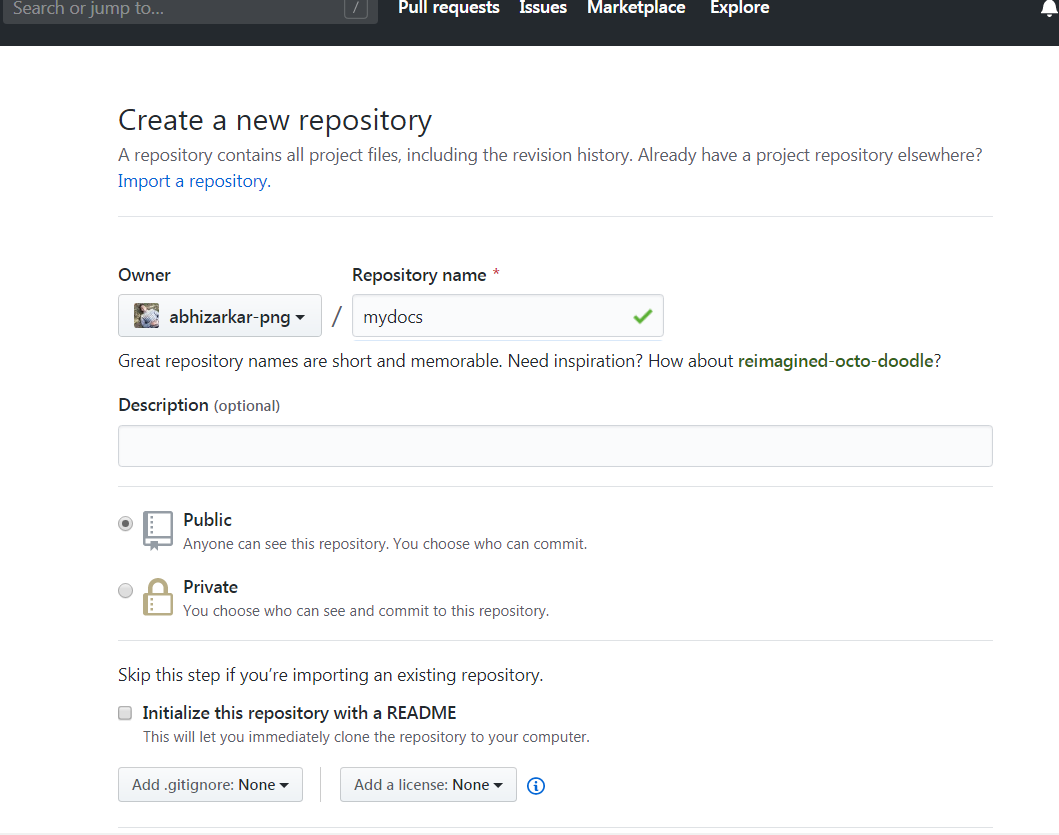 Search or jump to... /
Pull requests Issues Marketplace Explore
Create a new repository
A repository contains all project files, including the revision history. Already have a project repository elsewhere?
Import a repository.
Owner
Repository name *
abhizarkar-png / mydocs
Great repository names are short and memorable. Need inspiration? How about reimagined-octo-doodle?
Description (optional)
Public
Anyone can see this repository. You choose who can commit.
Private
You choose who can see and commit to this repository.
Skip this step if you’re importing an existing repository.
Initialize this repository with a README
This will let you immediately clone the repository to your computer.
Add .gitignore: None
Add a license: None